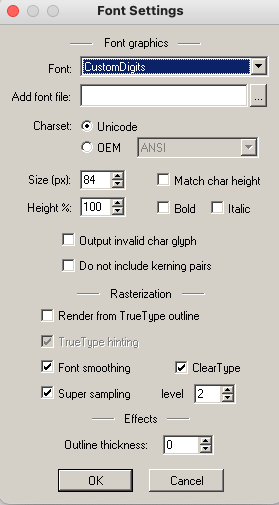 Font Settings
Font graphics
Font: CustomDigits
Add font file: ...
Charset: Unicode
OEM ANSI
Size (px): 84 Match char height
Height %: 100 Bold Italic
Output invalid char glyph
Do not include kerning pairs
Rasterization
Render from TrueType outline
TrueType hinting
Font smoothing ClearType
Super sampling level 2
Effects
Outline thickness: 0
OK Cancel